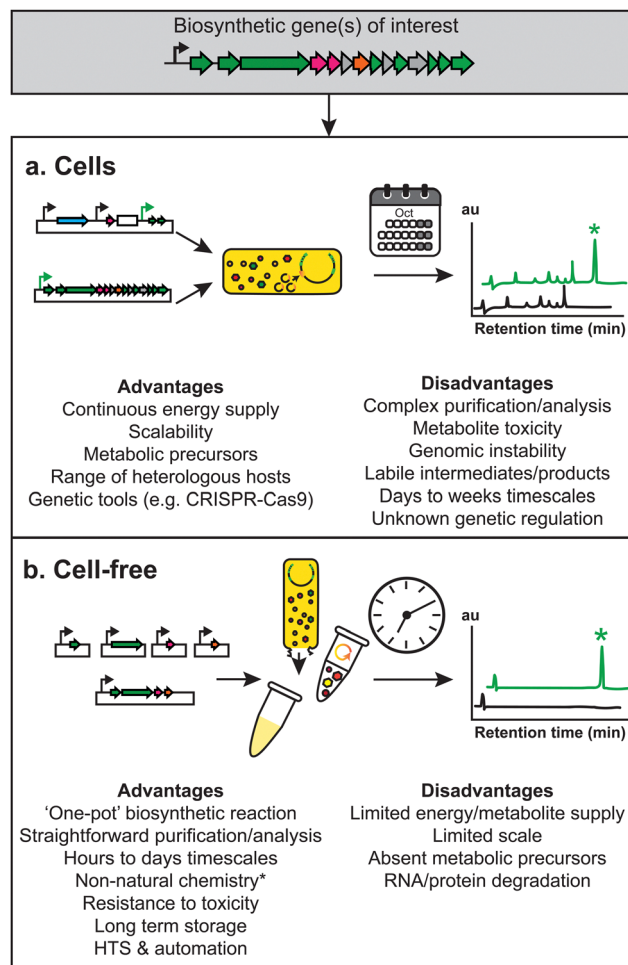 Biosynthetic gene(s) of interest
a. Cells
Oct
au
*
Retention time (min)
Advantages
Continuous energy supply
Scalability
Metabolic precursors
Range of heterologous hosts
Genetic tools (e.g. CRISPR-Cas9)
Disadvantages
Complex purification/analysis
Metabolite toxicity
Genomic instability
Labile intermediates/products
Days to weeks timescales
Unknown genetic regulation
b. Cell-free
au
*
Retention time (min)
Advantages
‘One-pot’ biosynthetic reaction
Straightforward purification/analysis
Hours to days timescales
Non-natural chemistry*
Resistance to toxicity
Long term storage
HTS & automation
Disadvantages
Limited energy/metabolite supply
Limited scale
Absent metabolic precursors
RNA/protein degradation